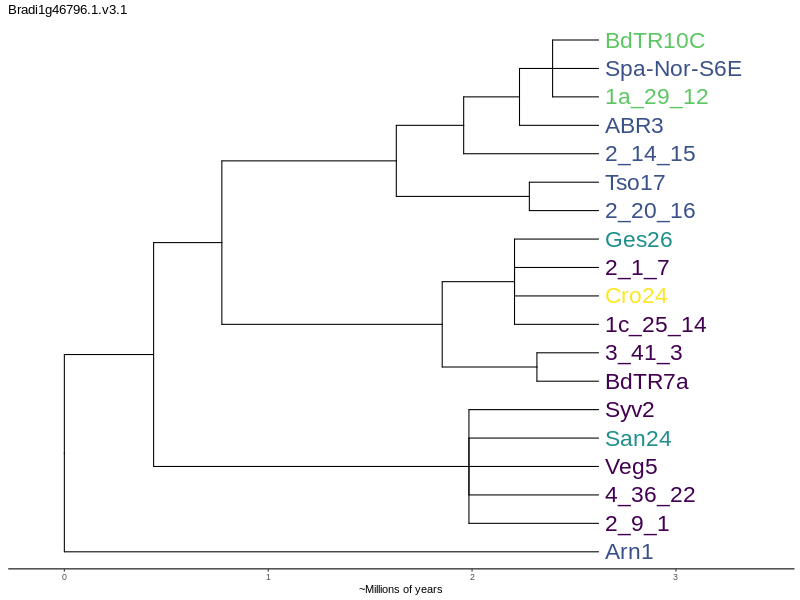 Bradi1g46796.1.v3.1
BdTR10C
Spa-Nor-S6E
1a_29_12
ABR3
2_14_15
Tso17
2_20_16
Ges26
2_1_7
Cro24
1c_25_14
3_41_3
BdTR7a
Syv2
San24
Veg5
4_36_22
2_9_1
Arn1
0 1 2 3
~Millions of years